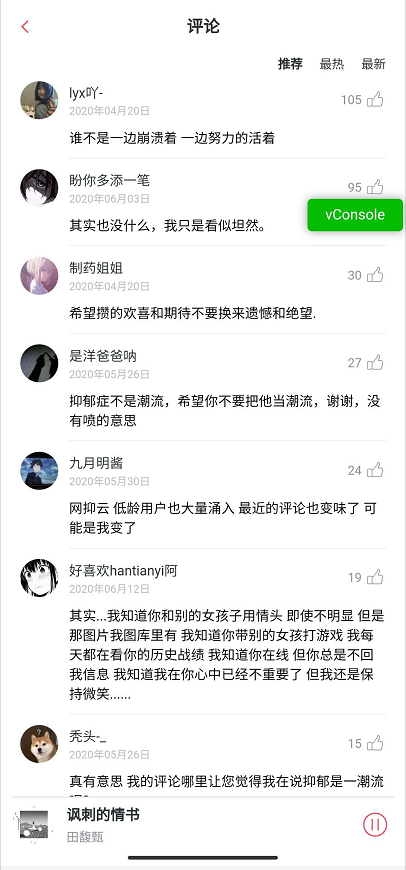 评论
推荐 最热 最新
lyx吖-
105
2020年04月20日
谁不是一边崩溃着 一边努力的活着
盼你多添一笔
95
2020年06月03日
vConsole
其实也没什么，我只是看似坦然。
制药姐姐
30
2020年04月20日
希望攒的欢喜和期待不要换来遗憾和绝望.
是洋爸爸呐
27
2020年05月26日
抑郁症不是潮流，希望你不要把他当潮流，谢谢，没
有喷的意思
九月明酱
24
2020年05月30日
网抑云 低龄用户也大量涌入 最近的评论也变味了 可
能是我变了
好喜欢hantianyi阿
19
2020年06月12日
其实...我知道你和别的女孩子用情头 即使不明显 但是
那图片我图库里有 我知道你带别的女孩打游戏 我每
天都在看你的历史战绩 我知道你在线 但你总是不回
我信息 我知道我在你心中已经不重要了 但我还是保
持微笑......
秃头-_
15
2020年05月26日
真有意思 我的评论哪里让您觉得我在说抑郁是一潮流
讽刺的情书
田馥甄